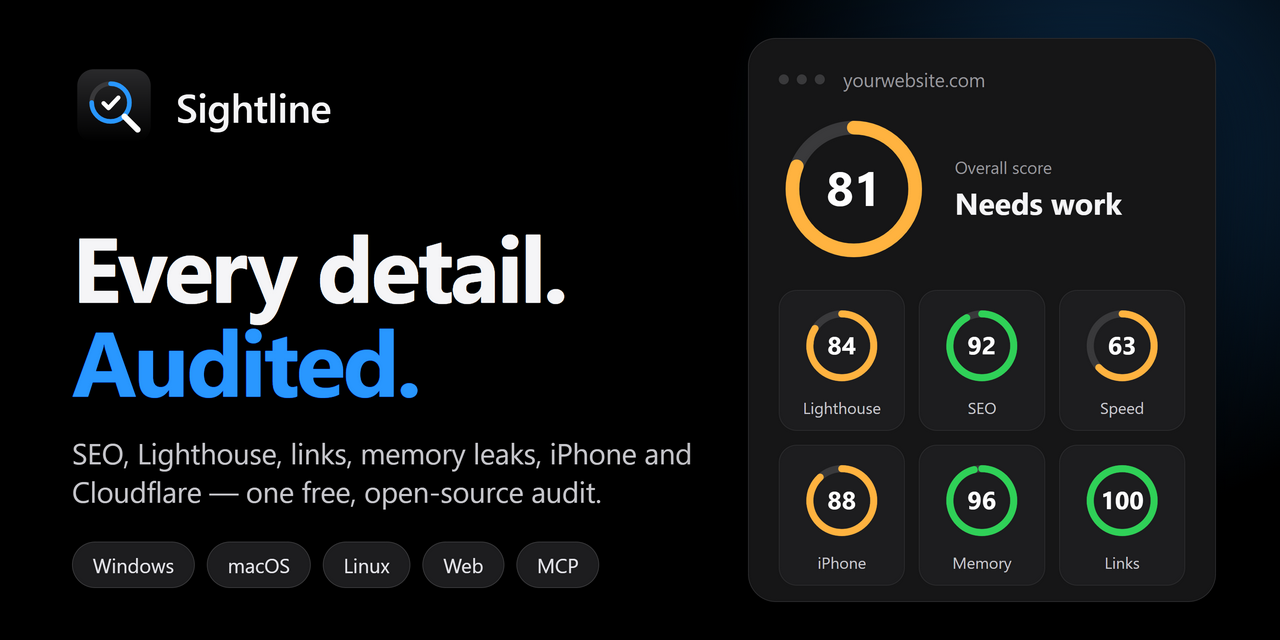 Sightline
Every detail.
Audited.
SEO, Lighthouse, links, memory leaks, iPhone and
Cloudflare — one free, open-source audit.
Windows
macOS
Linux
Web
MCP
yourwebsite.com
81
Overall score
Needs work
84
Lighthouse
92
SEO
63
Speed
88
iPhone
96
Memory
100
Links